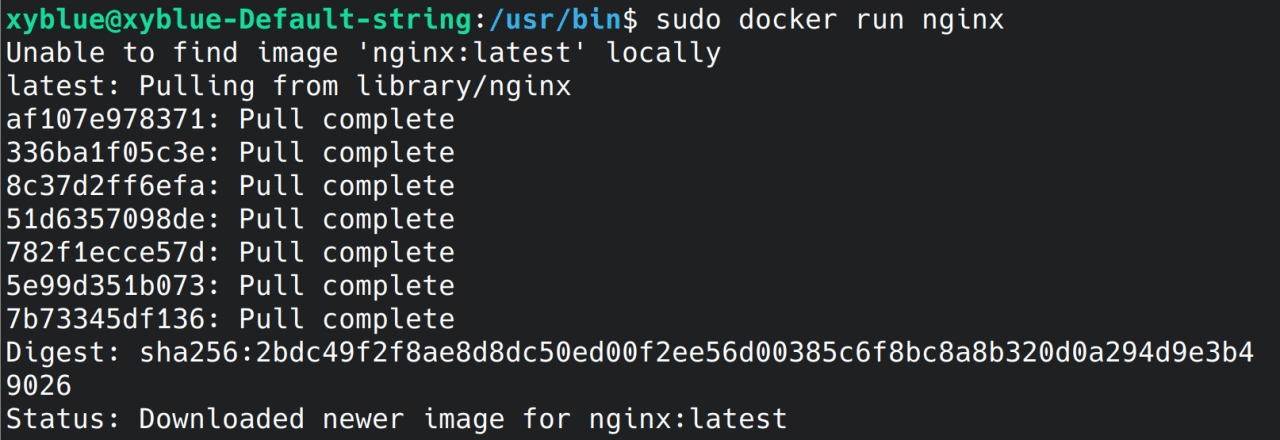 xyblue@xyblue-Default-string:/usr/bin$ sudo docker run nginx
Unable to find image 'nginx:latest' locally
latest: Pulling from library/nginx
af107e978371: Pull complete
336ba1f05c3e: Pull complete
8c37d2ff6efa: Pull complete
51d6357098de: Pull complete
782f1ecce57d: Pull complete
5e99d351b073: Pull complete
7b73345df136: Pull complete
Digest: sha256:2bdc49f2f8ae8d8dc50ed00f2ee56d00385c6f8bc8a8b320d0a294d9e3b4
9026
Status: Downloaded newer image for nginx:latest